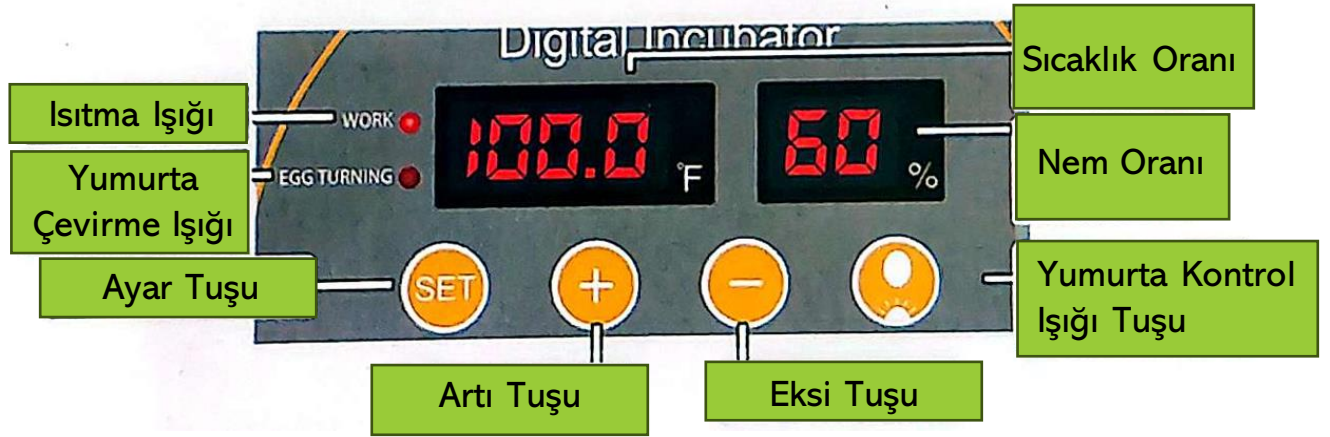 Digital Incubator
Sıcaklık Oranı
Isıtma Işığı
WORK
100.0 °F
60 %
Nem Oranı
Yumurta
Çevirme Işığı
EGG TURNING
Ayar Tuşu
SET
+
−
Yumurta Kontrol
Işığı Tuşu
Artı Tuşu
Eksi Tuşu